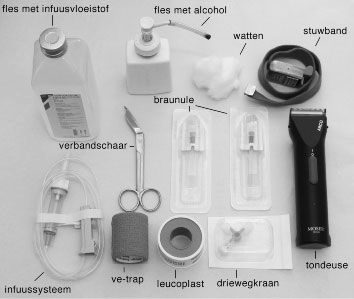 fles met infuusvloeistof
fles met alcohol
watten
stuwband
braunule
verbandschaar
infuussysteem
ve-trap
leucoplast
driewegkraan
tondeuse
MOSER